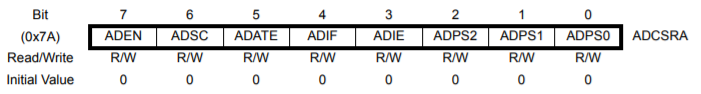 Bit 7 6 5 4 3 2 1 0
(0x7A) ADEN ADSC ADATE ADIF ADIE ADPS2 ADPS1 ADPS0 ADCSRA
Read/Write R/W R/W R/W R/W R/W R/W R/W R/W
Initial Value 0 0 0 0 0 0 0 0